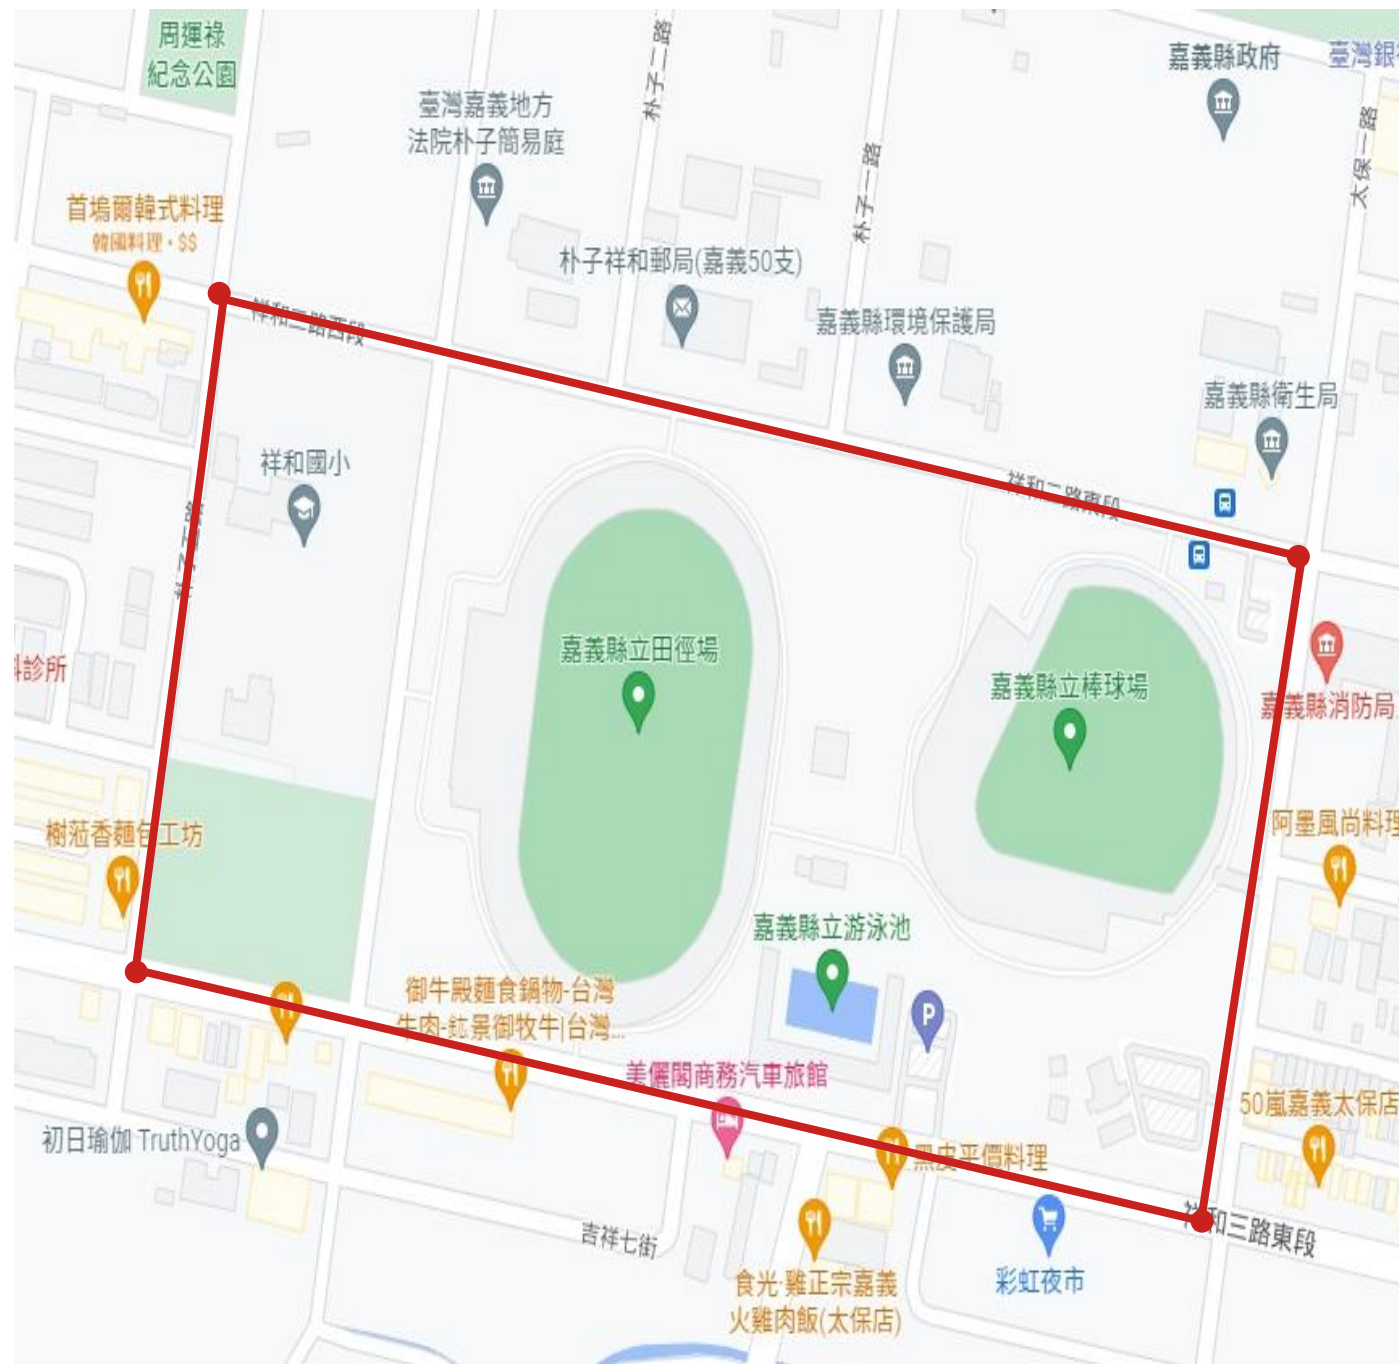 周運祿
紀念公園
朴子二路
嘉義縣政府
臺灣銀
臺灣嘉義地方
法院朴子簡易庭
朴子一路
太保一路
首塢爾韓式料理
韓國料理·$$
朴子祥和郵局(嘉義50支)
嘉義縣環境保護局
祥和二路西段
嘉義縣衛生局
祥和國小
祥和二路東段
朴子五路
嘉義縣立田徑場
嘉義縣立棒球場
科診所
嘉義縣消防局
樹蒞香麵包工坊
阿墨風尚料理
嘉義縣立游泳池
御牛殿麵食鍋物-台灣
牛肉-鈜景御牧牛|台灣...
P
美儷閣商務汽車旅館
50嵐嘉義太保店
初日瑜伽 TruthYoga
黑皮平價料理
吉祥七街
祥和三路東段
彩虹夜市
食光·雞正宗嘉義
火雞肉飯(太保店)